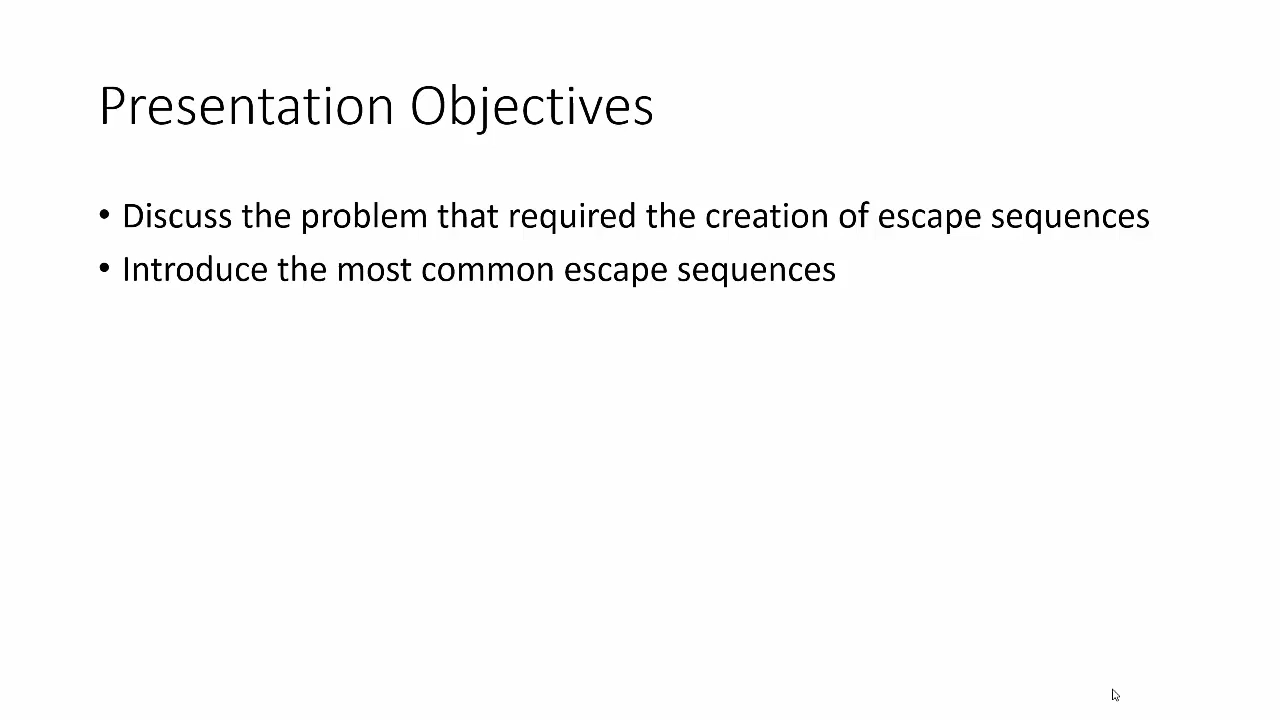 Presentation Objectives
• Discuss the problem that required the creation of escape sequences
• Introduce the most common escape sequences